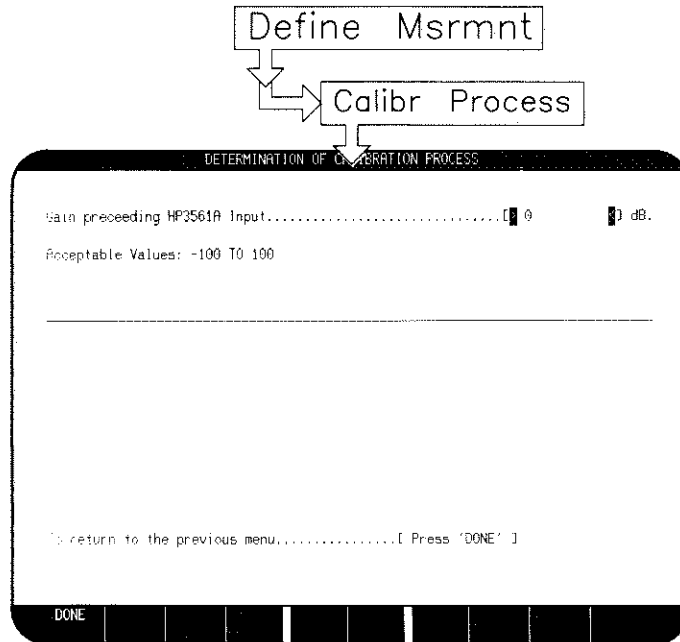 Define Msrmnt
Calibr Process
DETERMINATION OF CALIBRATION PROCESS
Gain preceeding HP3561A Input..............................[> 0 <] dB.
Acceptable Values: -100 TO 100
To return to the previous menu................[ Press 'DONE' ]
DONE